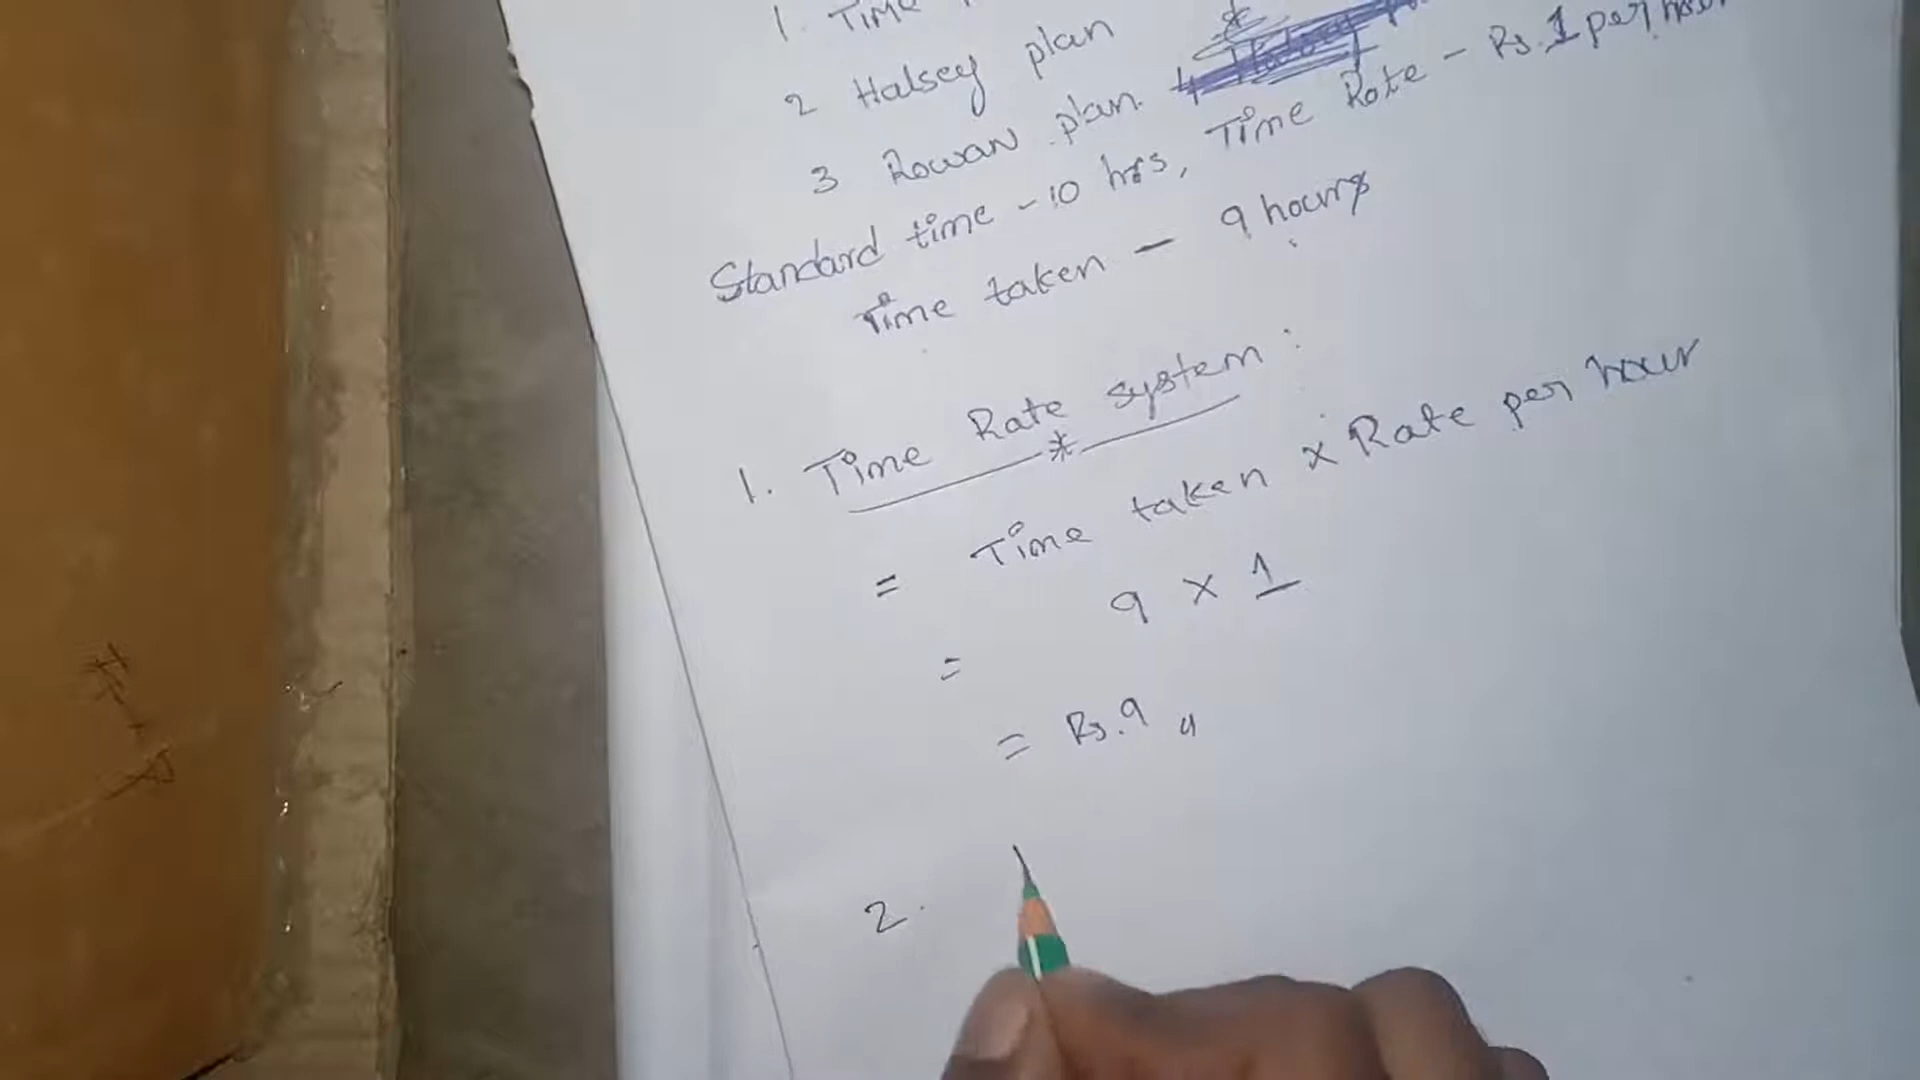 1. Time
2 Halsey plan
3 Rowan plan.
Standard time - 10 hrs, Time Rate - Rs. 1 per hour
Time taken - 9 hours
1. Time Rate system :
= Time taken x Rate per hour
= 9 x 1
= Rs. 9
2.